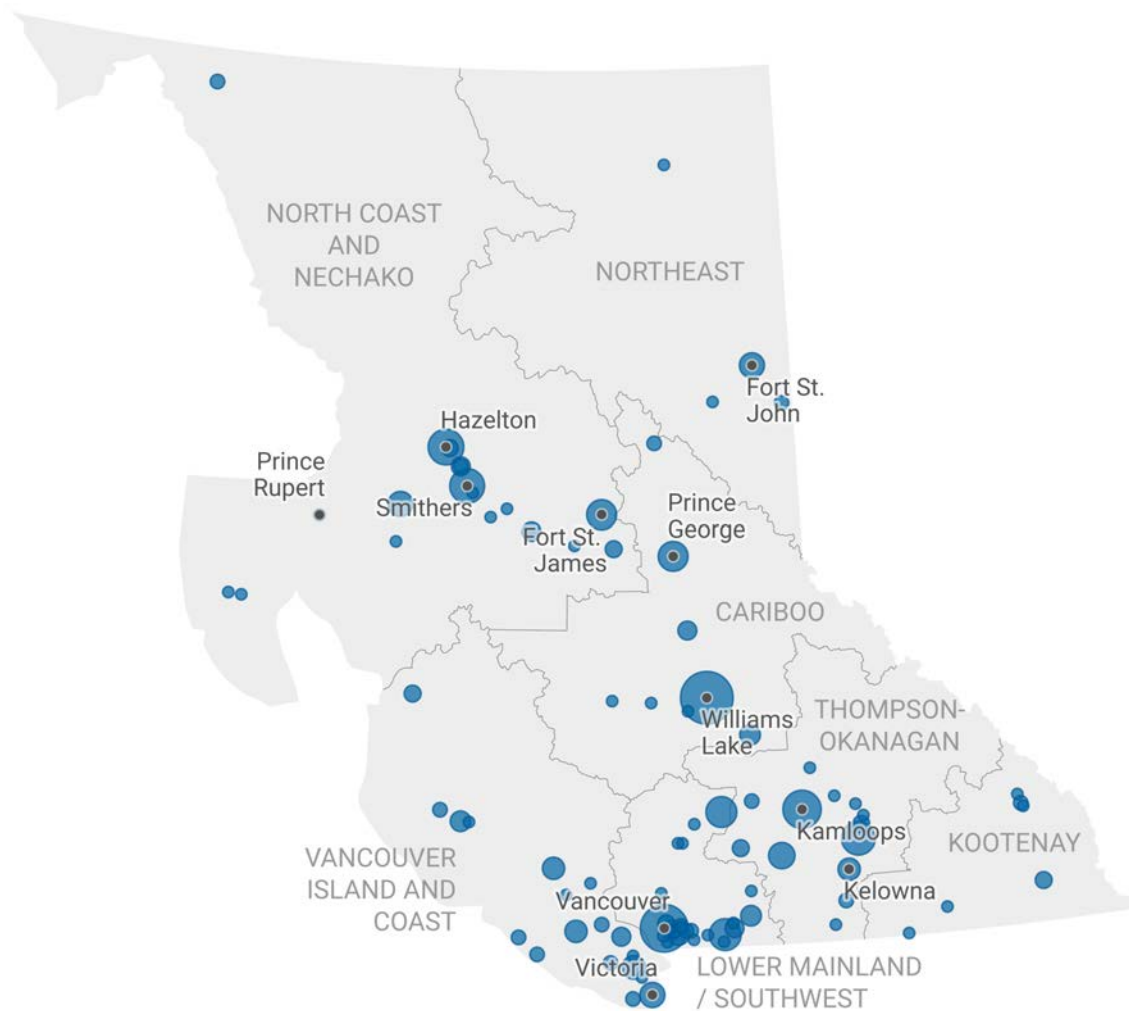 NORTH COAST
AND
NECHAKO
NORTHEAST
Fort St.
John
Hazelton
Prince
Rupert
Smithers
Fort St.
James
Prince
George
CARIBOO
Williams
Lake
THOMPSON-
OKANAGAN
Kamloops
KOOTENAY
VANCOUVER
ISLAND AND
COAST
Kelowna
Vancouver
Victoria
LOWER MAINLAND
/ SOUTHWEST